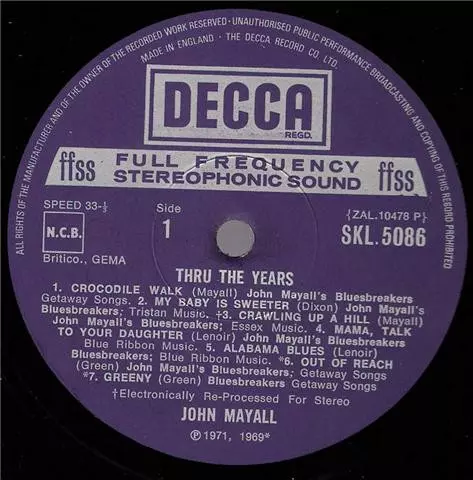 ALL RIGHTS OF THE MANUFACTURER AND OF THE OWNER OF THE RECORDED WORK RESERVED · UNAUTHORISED PUBLIC PERFORMANCE BROADCASTING AND COPYING OF THIS RECORD PROHIBITED
MADE IN ENGLAND · THE DECCA RECORD CO LTD.
DECCA
REGD.
ffss FULL FREQUENCY ffss
STEREOPHONIC SOUND
SPEED 33-⅓ Side {ZAL.10478 P}
N.C.B. 1 SKL.5086
Britico., GEMA
THRU THE YEARS
1. CROCODILE WALK (Mayall) John Mayall's Bluesbreakers
Getaway Songs. 2. MY BABY IS SWEETER (Dixon) John Mayall's
Bluesbreakers; Tristan Music. †3. CRAWLING UP A HILL (Mayall)
John Mayall's Bluesbreakers; Essex Music. 4. MAMA, TALK
TO YOUR DAUGHTER (Lenoir) John Mayall's Bluesbreakers;
Blue Ribbon Music. 5. ALABAMA BLUES (Lenoir)
Bluesbreakers; Blue Ribbon Music. *6. OUT OF REACH
(Green) John Mayall's Bluesbreakers; Getaway Songs
*7. GREENY (Green) Bluesbreakers Getaway Songs
†Electronically Re-Processed For Stereo
JOHN MAYALL
℗ 1971, 1969*